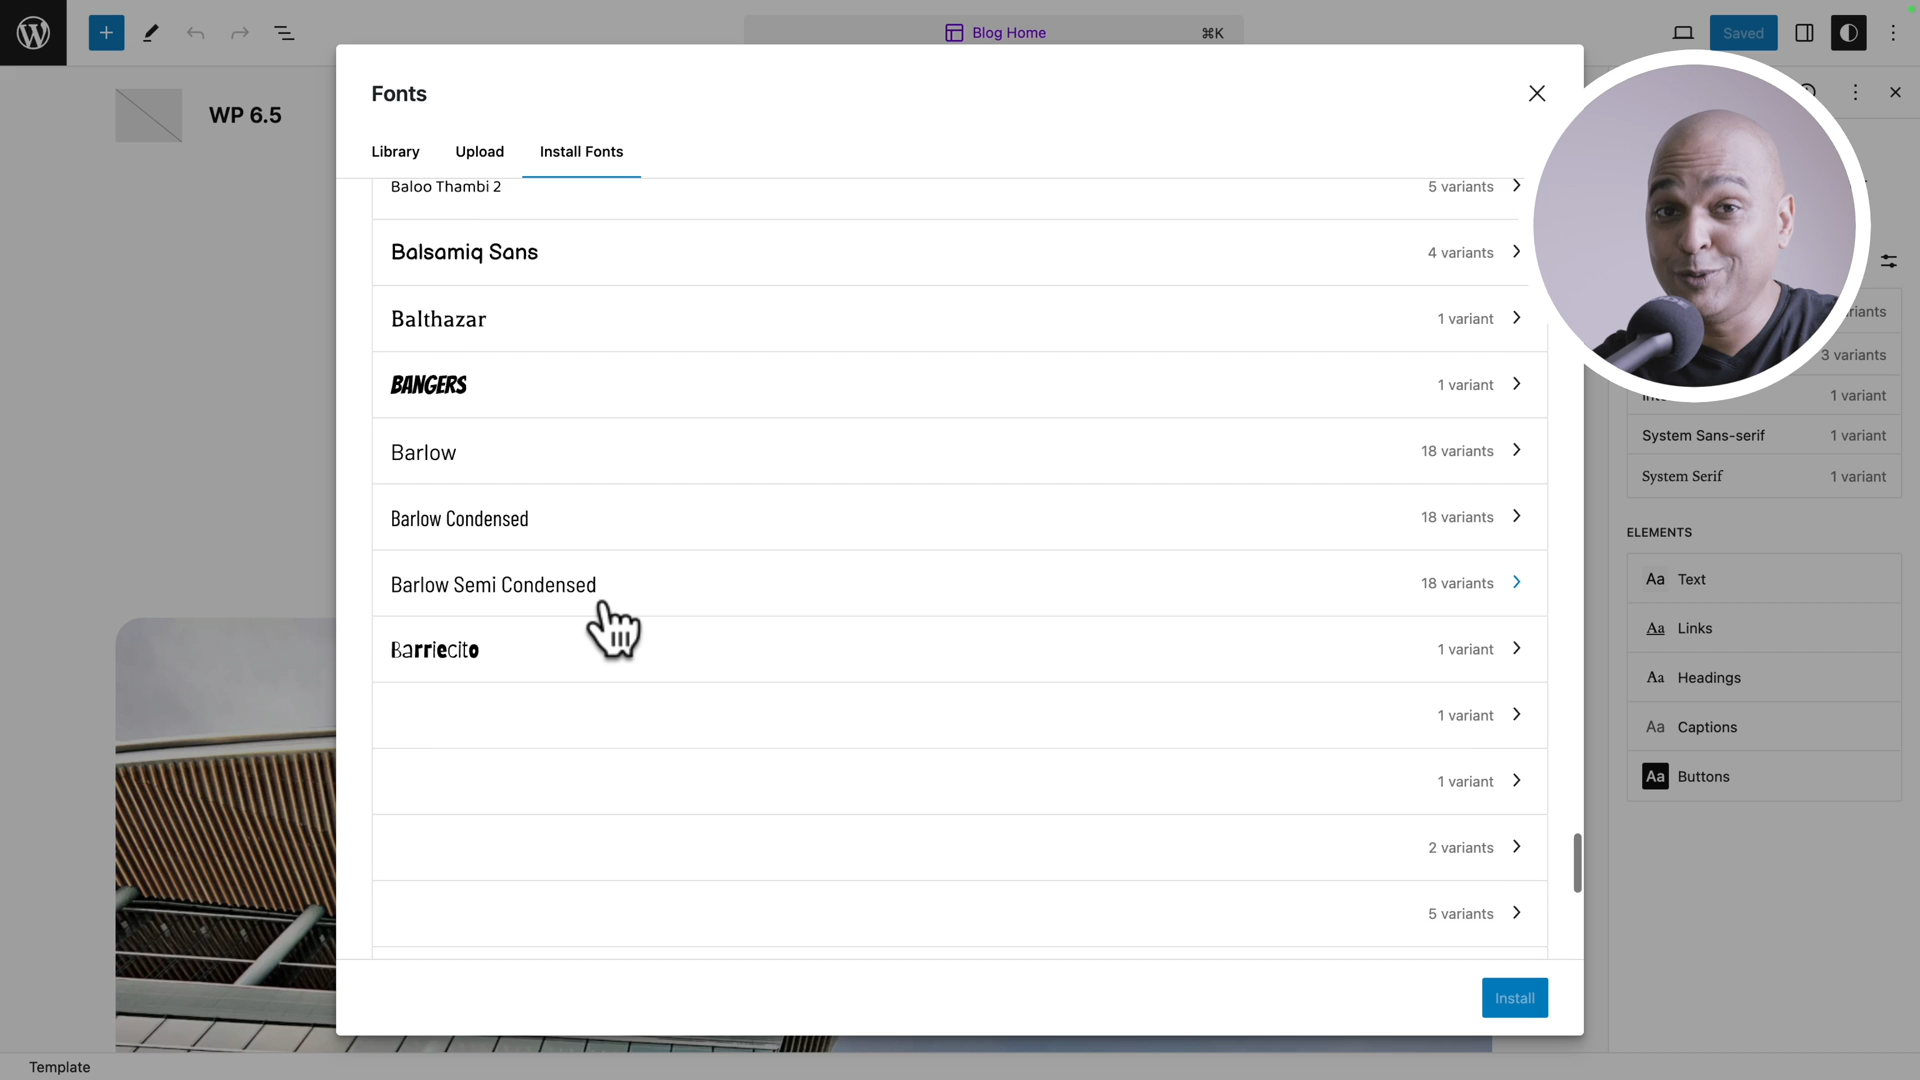 Blog Home
⌘K
Saved
WP 6.5
Fonts
Library
Upload
Install Fonts
Baloo Thambi 2
5 variants
Balsamiq Sans
4 variants
Balthazar
1 variant
BANGERS
1 variant
Barlow
18 variants
Barlow Condensed
18 variants
Barlow Semi Condensed
18 variants
Barriecito
1 variant
1 variant
1 variant
2 variants
5 variants
Install
3 variants
1 variant
System Sans-serif
1 variant
System Serif
1 variant
ELEMENTS
Aa Text
Aa Links
Aa Headings
Aa Captions
Aa Buttons
Template